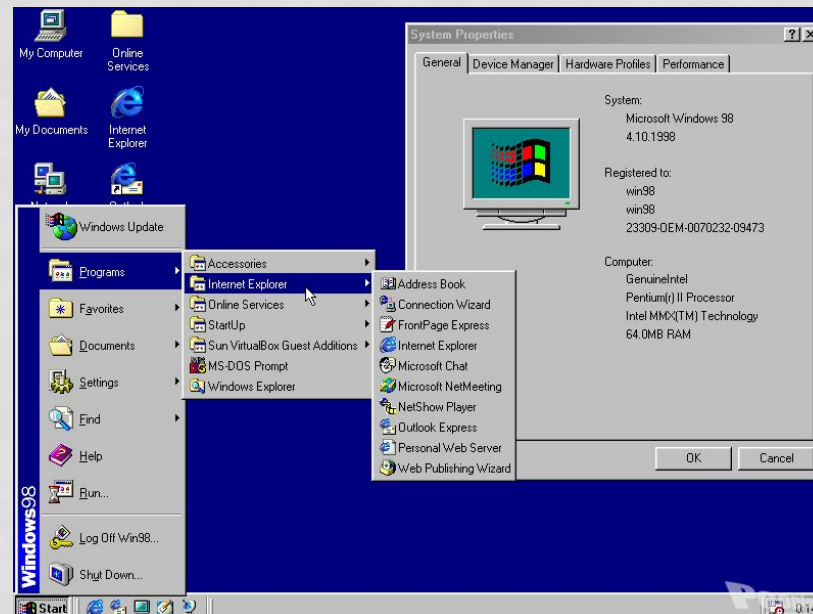 My Computer
Online
Services
My Documents
Internet
Explorer
System Properties
General
Device Manager
Hardware Profiles
Performance
System:
Microsoft Windows 98
4.10.1998
Registered to:
win98
win98
23309-OEM-0070232-09473
Computer:
GenuineIntel
Pentium(r) II Processor
Intel MMX(TM) Technology
64.0MB RAM
OK
Cancel
Windows98
Windows Update
Programs
Favorites
Documents
Settings
Find
Help
Run...
Log Off Win98...
Shut Down...
Accessories
Internet Explorer
Online Services
StartUp
Sun VirtualBox Guest Additions
MS-DOS Prompt
Windows Explorer
Address Book
Connection Wizard
FrontPage Express
Internet Explorer
Microsoft Chat
Microsoft NetMeeting
NetShow Player
Outlook Express
Personal Web Server
Web Publishing Wizard
Start